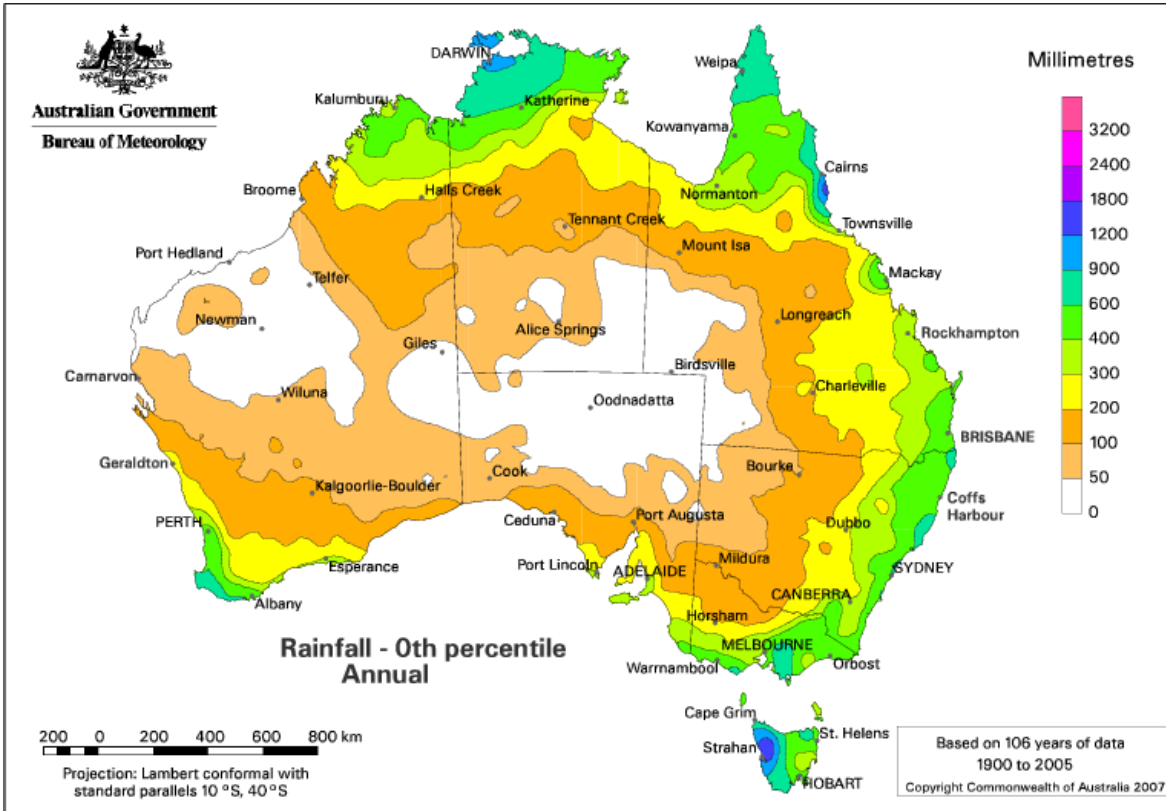 Australian Government
Bureau of Meteorology
Millimetres
3200
2400
1800
1200
900
600
400
300
200
100
50
0
DARWIN
Weipa
Kalumburu
Katherine
Kowanyama
Cairns
Broome
Halls Creek
Normanton
Townsville
Tennant Creek
Mount Isa
Port Hedland
Telfer
Mackay
Newman
Alice Springs
Longreach
Rockhampton
Giles
Birdsville
Carnarvon
Wiluna
Oodnadatta
Charleville
BRISBANE
Geraldton
Cook
Bourke
Kalgoorlie-Boulder
Coffs
Harbour
Ceduna
Port Augusta
Dubbo
PERTH
Port Lincoln
ADELAIDE
Mildura
SYDNEY
Esperance
CANBERRA
Albany
Horsham
MELBOURNE
Warrnambool
Orbost
Rainfall - 0th percentile
Annual
Cape Grim
St. Helens
Strahan
HOBART
200 0 200 400 600 800 km
Projection: Lambert conformal with
standard parallels 10 °S, 40 °S
Based on 106 years of data
1900 to 2005
Copyright Commonwealth of Australia 2007